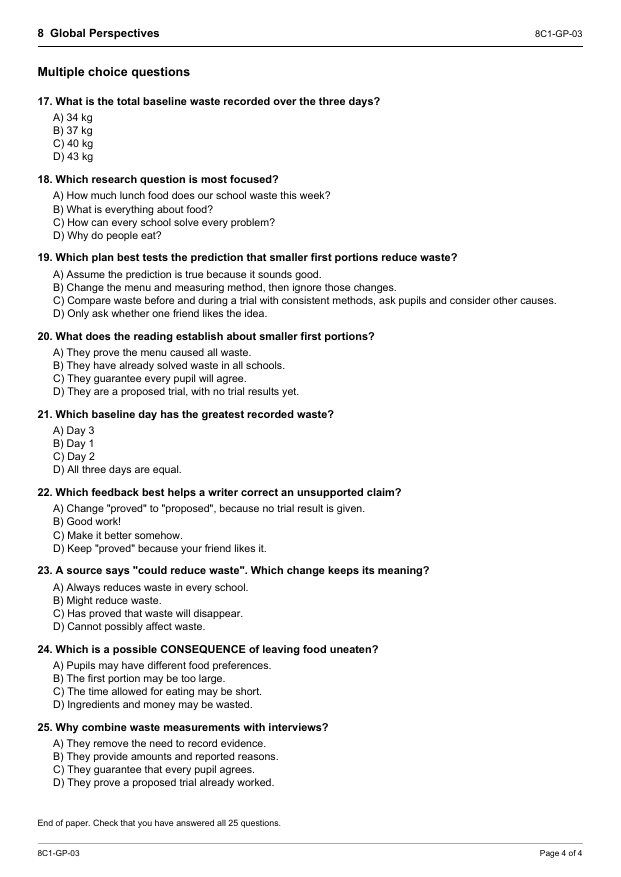 8 Global Perspectives
8C1-GP-03
Multiple choice questions
17. What is the total baseline waste recorded over the three days?
A) 34 kg
B) 37 kg
C) 40 kg
D) 43 kg
18. Which research question is most focused?
A) How much lunch food does our school waste this week?
B) What is everything about food?
C) How can every school solve every problem?
D) Why do people eat?
19. Which plan best tests the prediction that smaller first portions reduce waste?
A) Assume the prediction is true because it sounds good.
B) Change the menu and measuring method, then ignore those changes.
C) Compare waste before and during a trial with consistent methods, ask pupils and consider other causes.
D) Only ask whether one friend likes the idea.
20. What does the reading establish about smaller first portions?
A) They prove the menu caused all waste.
B) They have already solved waste in all schools.
C) They guarantee every pupil will agree.
D) They are a proposed trial, with no trial results yet.
21. Which baseline day has the greatest recorded waste?
A) Day 3
B) Day 1
C) Day 2
D) All three days are equal.
22. Which feedback best helps a writer correct an unsupported claim?
A) Change "proved" to "proposed", because no trial result is given.
B) Good work!
C) Make it better somehow.
D) Keep "proved" because your friend likes it.
23. A source says "could reduce waste". Which change keeps its meaning?
A) Always reduces waste in every school.
B) Might reduce waste.
C) Has proved that waste will disappear.
D) Cannot possibly affect waste.
24. Which is a possible CONSEQUENCE of leaving food uneaten?
A) Pupils may have different food preferences.
B) The first portion may be too large.
C) The time allowed for eating may be short.
D) Ingredients and money may be wasted.
25. Why combine waste measurements with interviews?
A) They remove the need to record evidence.
B) They provide amounts and reported reasons.
C) They guarantee that every pupil agrees.
D) They prove a proposed trial already worked.
End of paper. Check that you have answered all 25 questions.
8C1-GP-03
Page 4 of 4